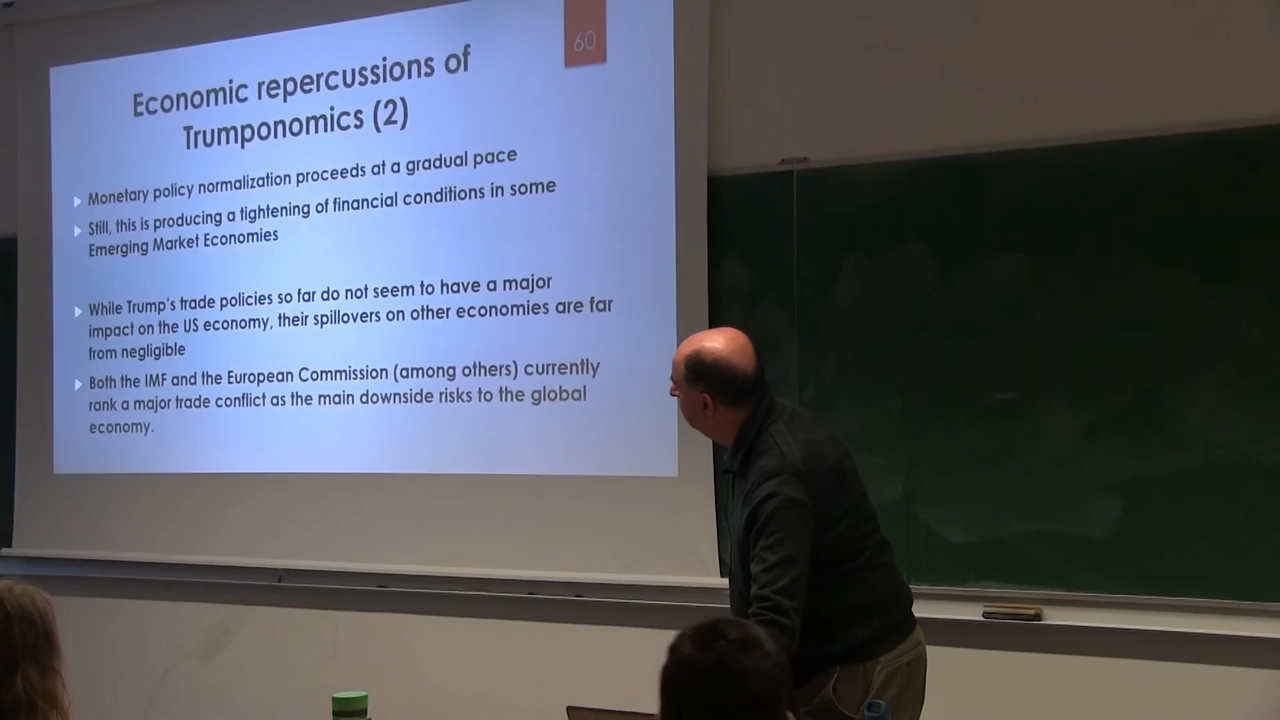 60
Economic repercussions of
Trumponomics (2)
Monetary policy normalization proceeds at a gradual pace
Still, this is producing a tightening of financial conditions in some
Emerging Market Economies
While Trump's trade policies so far do not seem to have a major
impact on the US economy, their spillovers on other economies are far
from negligible
Both the IMF and the European Commission (among others) currently
rank a major trade conflict as the main downside risks to the global
economy.